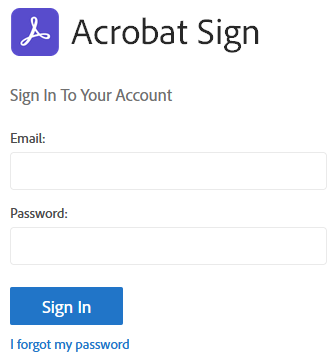 Acrobat Sign
Sign In To Your Account
Email:
Password:
Sign In
I forgot my password